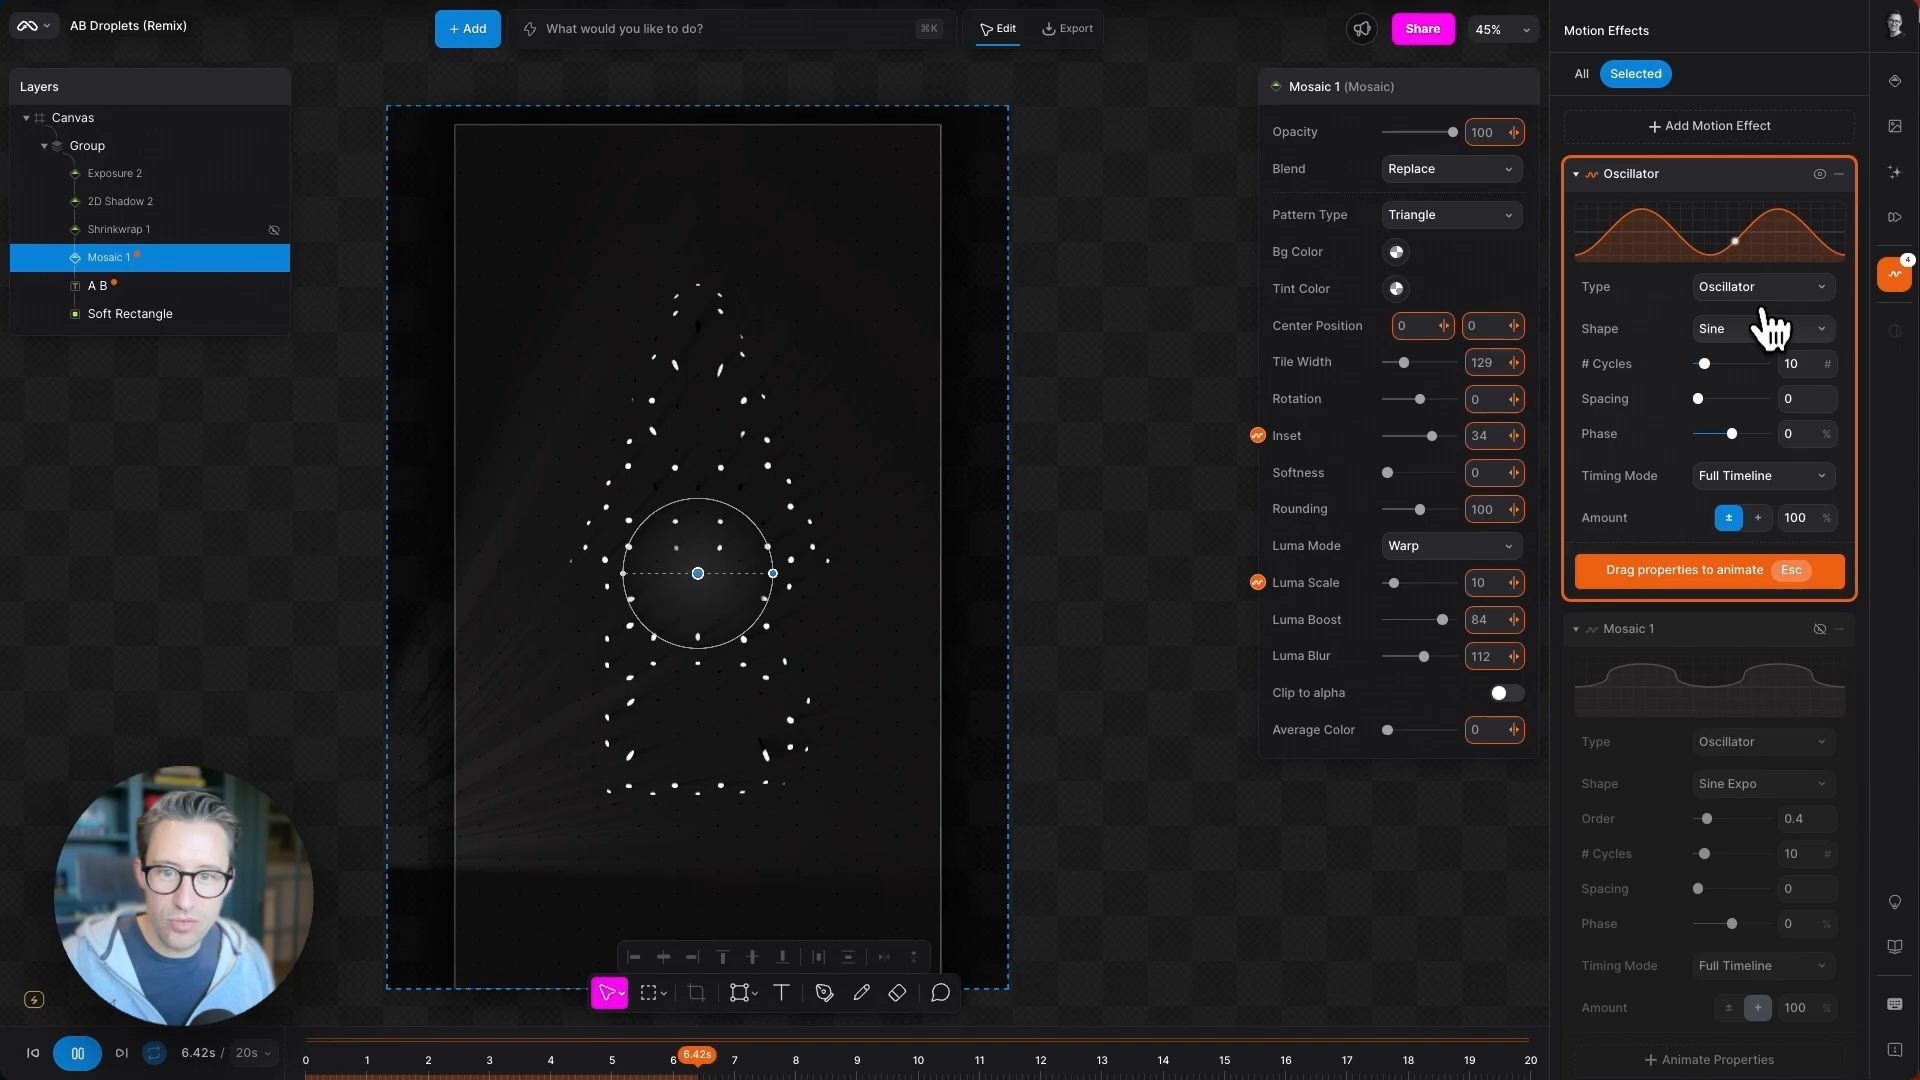 AB Droplets (Remix)
+ Add
What would you like to do?
⌘K
Edit
Export
Share
45%
Motion Effects
All
Selected
+ Add Motion Effect
Layers
Canvas
Group
Exposure 2
2D Shadow 2
Shrinkwrap 1
Mosaic 1
A B
Soft Rectangle
Mosaic 1 (Mosaic)
Opacity 100
Blend Replace
Pattern Type Triangle
Bg Color
Tint Color
Center Position 0 0
Tile Width 129
Rotation 0
Inset 34
Softness 0
Rounding 100
Luma Mode Warp
Luma Scale 10
Luma Boost 84
Luma Blur 112
Clip to alpha
Average Color 0
Oscillator
Type Oscillator
Shape Sine
# Cycles 10 #
Spacing 0
Phase 0 %
Timing Mode Full Timeline
Amount ± + 100 %
Drag properties to animate Esc
Mosaic 1
Type Oscillator
Shape Sine Expo
Order 0.4
# Cycles 10 #
Spacing 0
Phase 0 %
Timing Mode Full Timeline
Amount ± + 100 %
+ Animate Properties
4
T
6.42s / 20s
0 1 2 3 4 5 6 6.42s 7 8 9 10 11 12 13 14 15 16 17 18 19 20